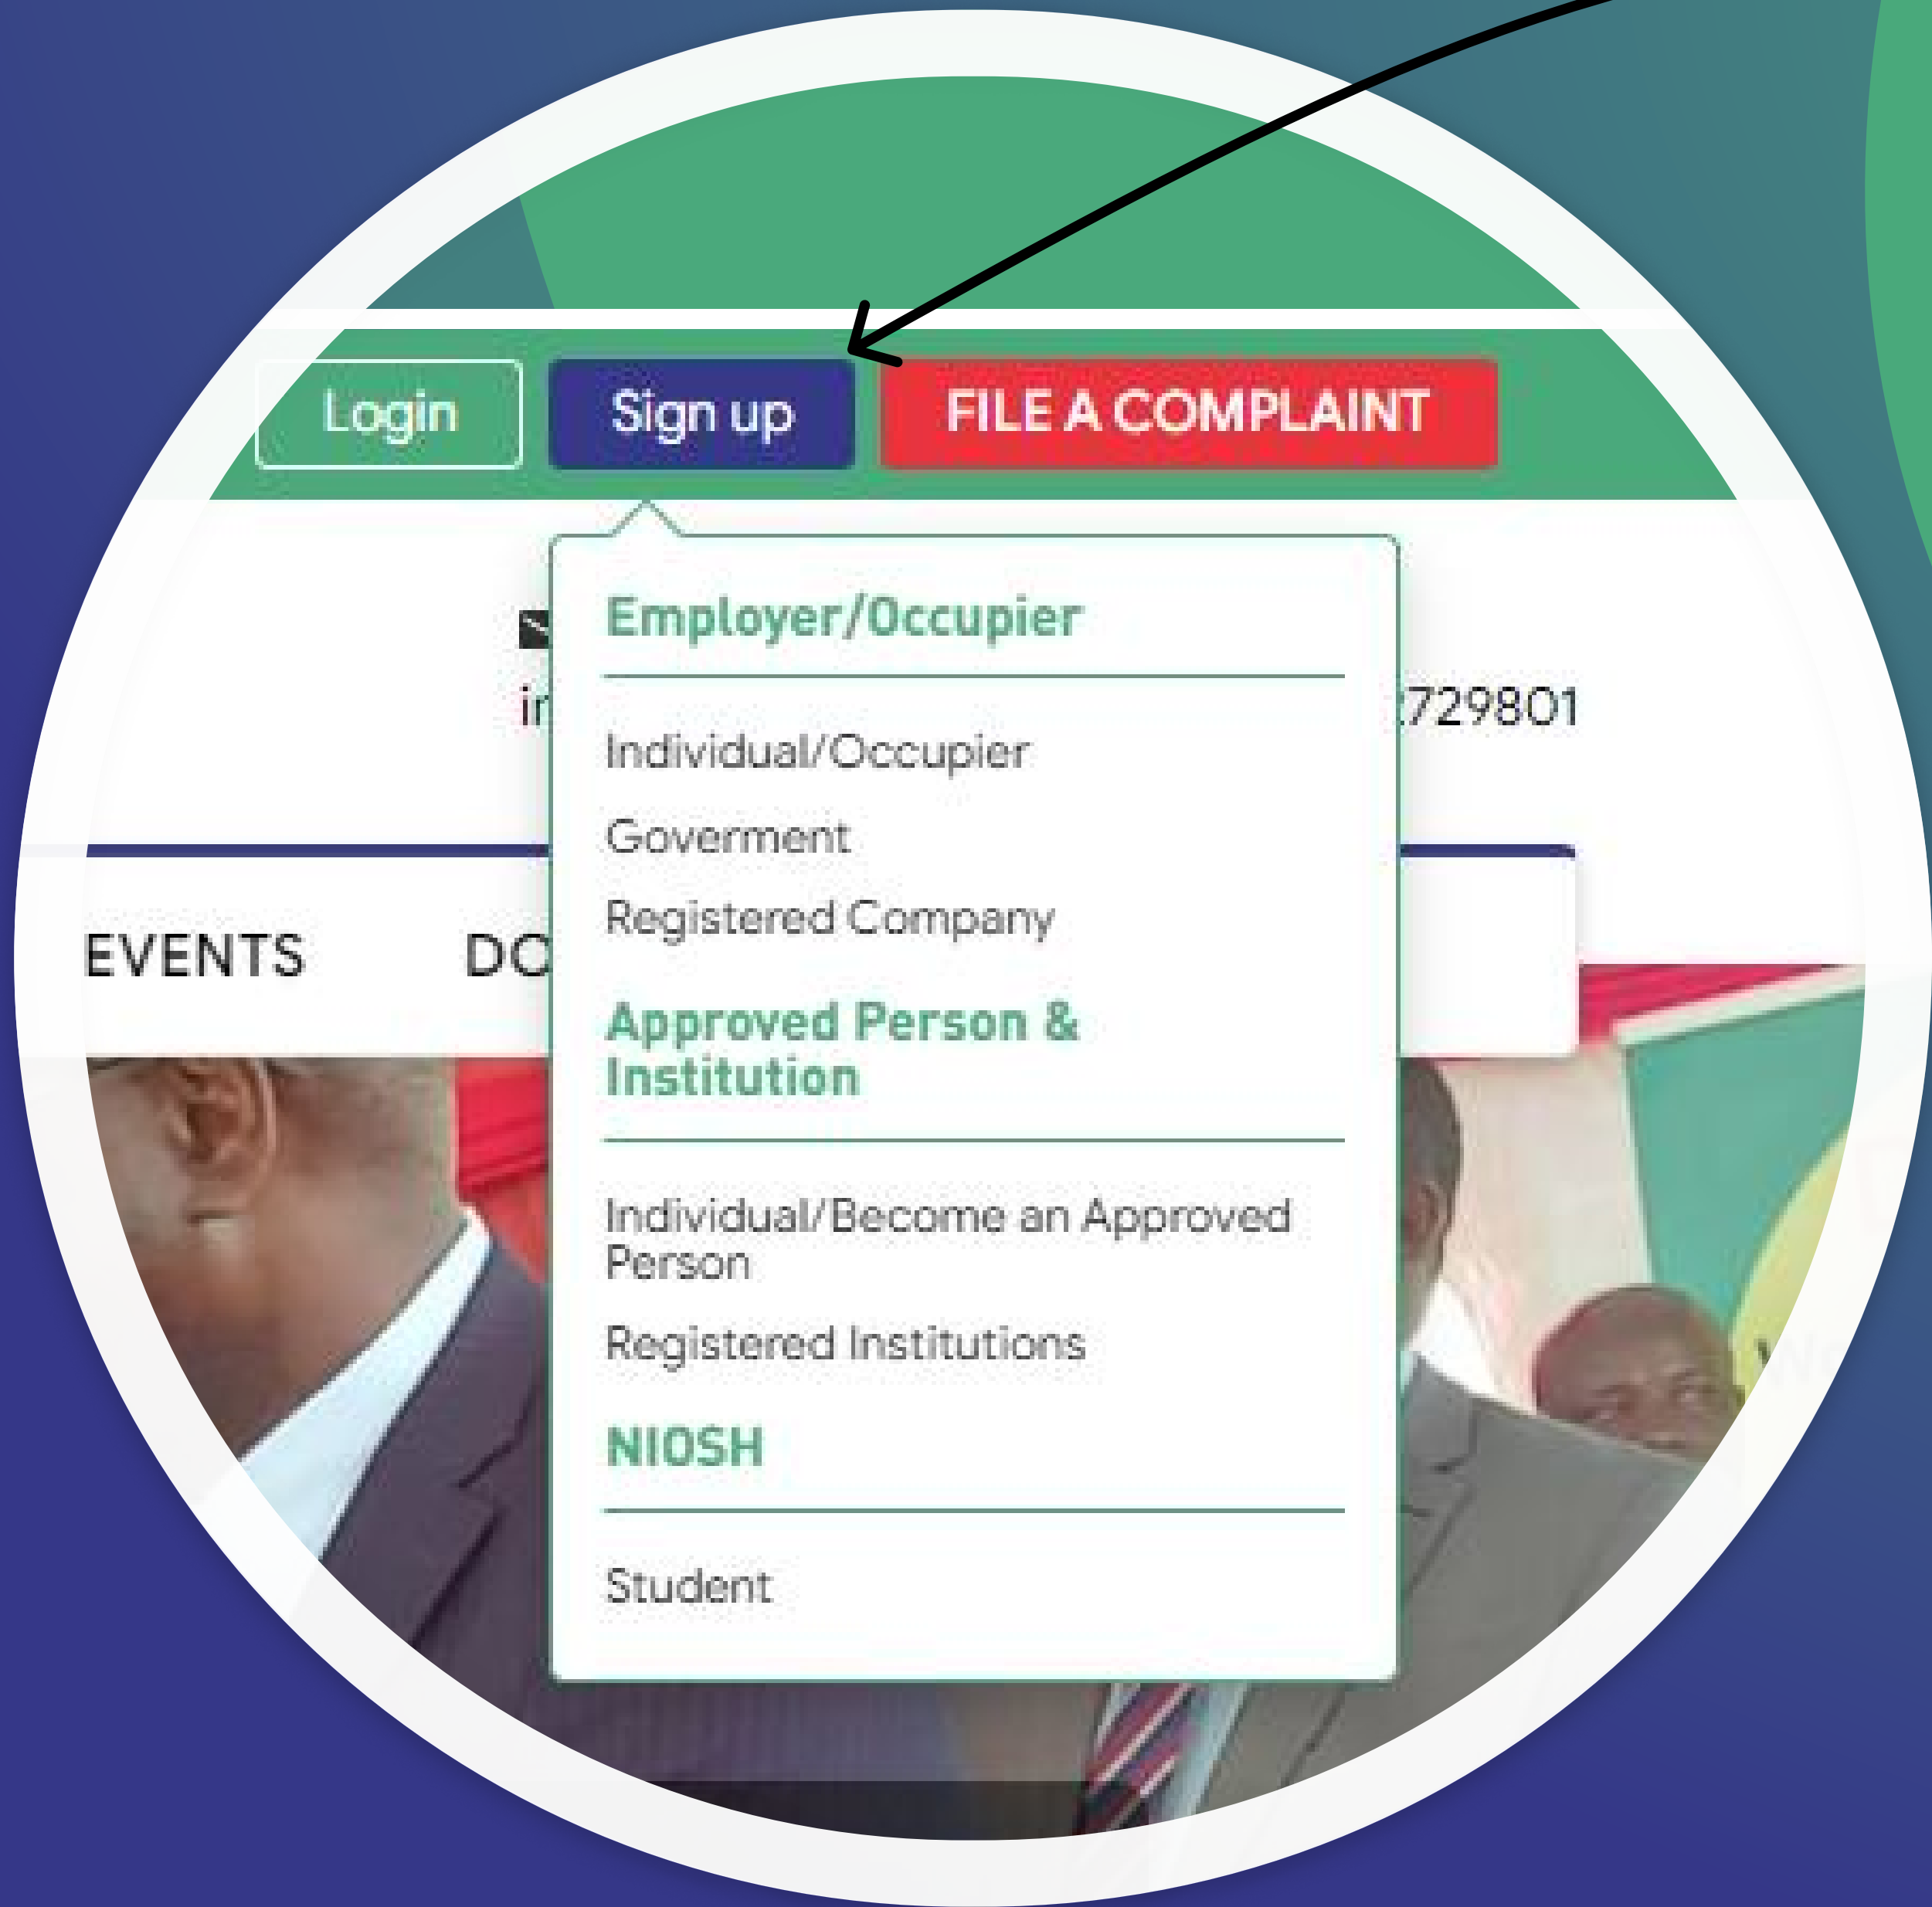 Login Sign up FILE A COMPLAINT
Employer/Occupier
729801
Individual/Occupier
Goverment
Registered Company
EVENTS
Approved Person &
Institution
Individual/Become an Approved
Person
Registered Institutions
NIOSH
Student